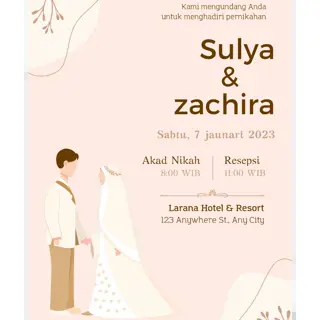 Kami mengundang Anda
untuk menghadiri pernikahan
Sulya
&
zachira
Sabtu, 7 jaunari 2023
Akad Nikah
8:00 WIB
Resepsi
11.00 WIB
Larana Hotel & Resort
123 Anywhere St., Any City